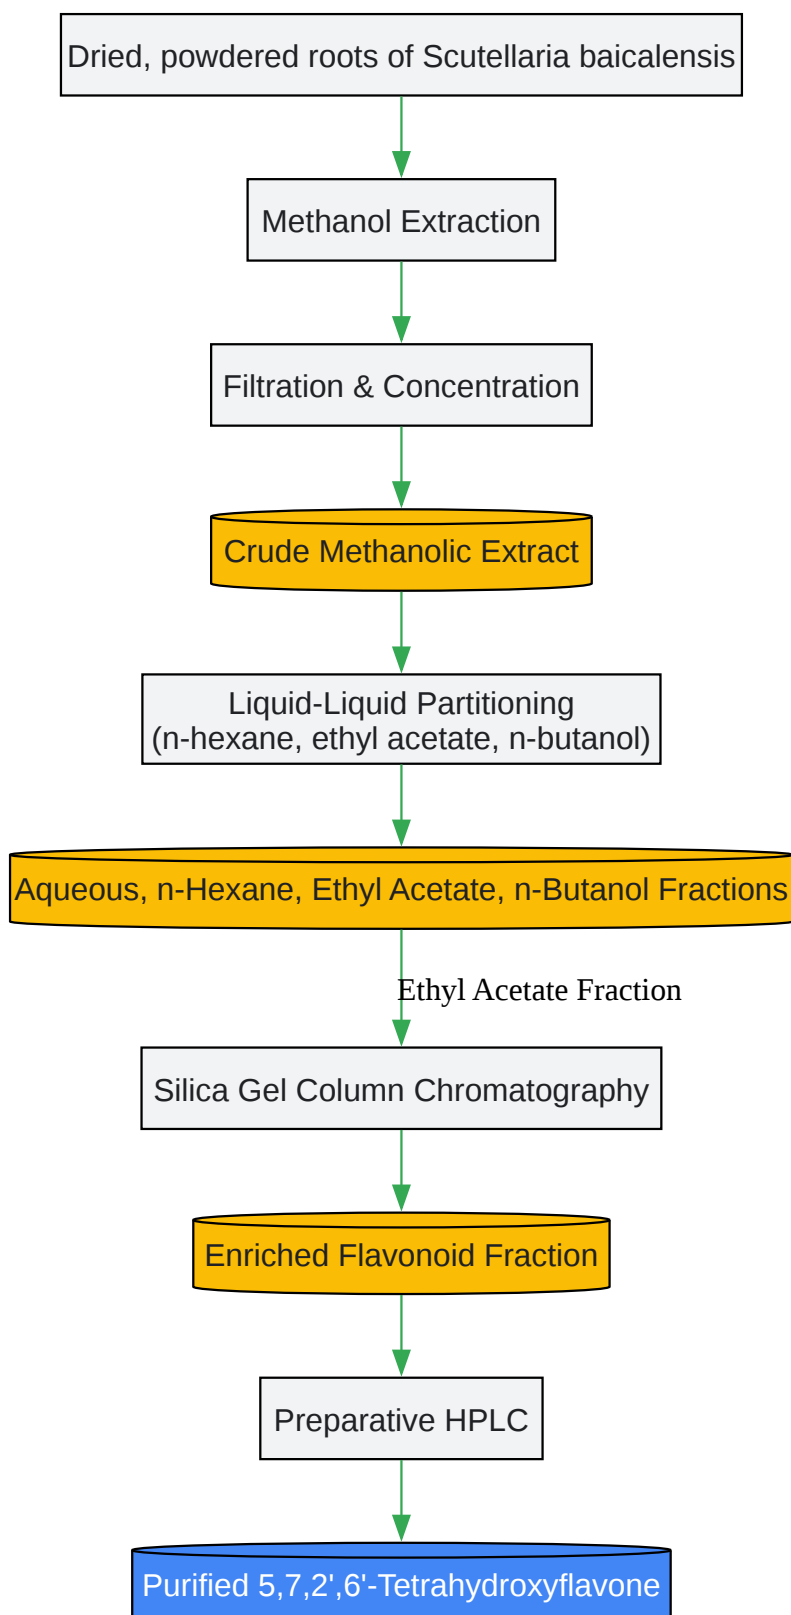 Dried, powdered roots of Scutellaria baicalensis
Methanol Extraction
Filtration & Concentration
Crude Methanolic Extract
Liquid-Liquid Partitioning
(n-hexane, ethyl acetate, n-butanol)
Aqueous, n-Hexane, Ethyl Acetate, n-Butanol Fractions
Ethyl Acetate Fraction
Silica Gel Column Chromatography
Enriched Flavonoid Fraction
Preparative HPLC
Purified 5,7,2',6'-Tetrahydroxyflavone